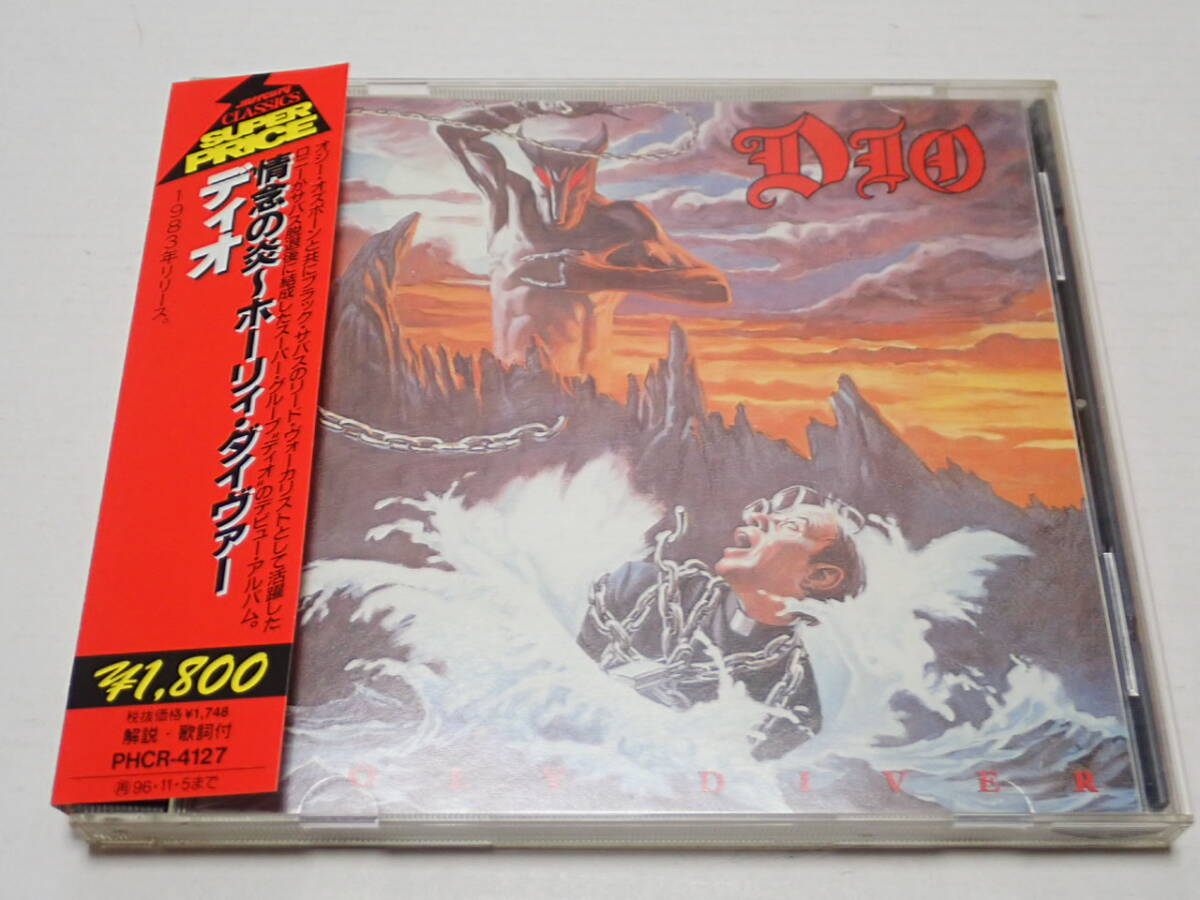 Mercury
CLASSICS
SUPER
PRICE
情念の炎〜ホーリィ・ダイヴァー
ディオ
オジー・オズボーンと共にブラック・サバスのリード・ヴォーカリストとして活躍した
ロニーがサバス脱退後に結成したスーパー・グループ“ディオ”のデビュー・アルバム。
1983年リリース。
¥1,800
税抜価格¥1,748
解説・歌詞付
PHCR-4127
㋮96・11・5まで
DIO
OLY DIVER